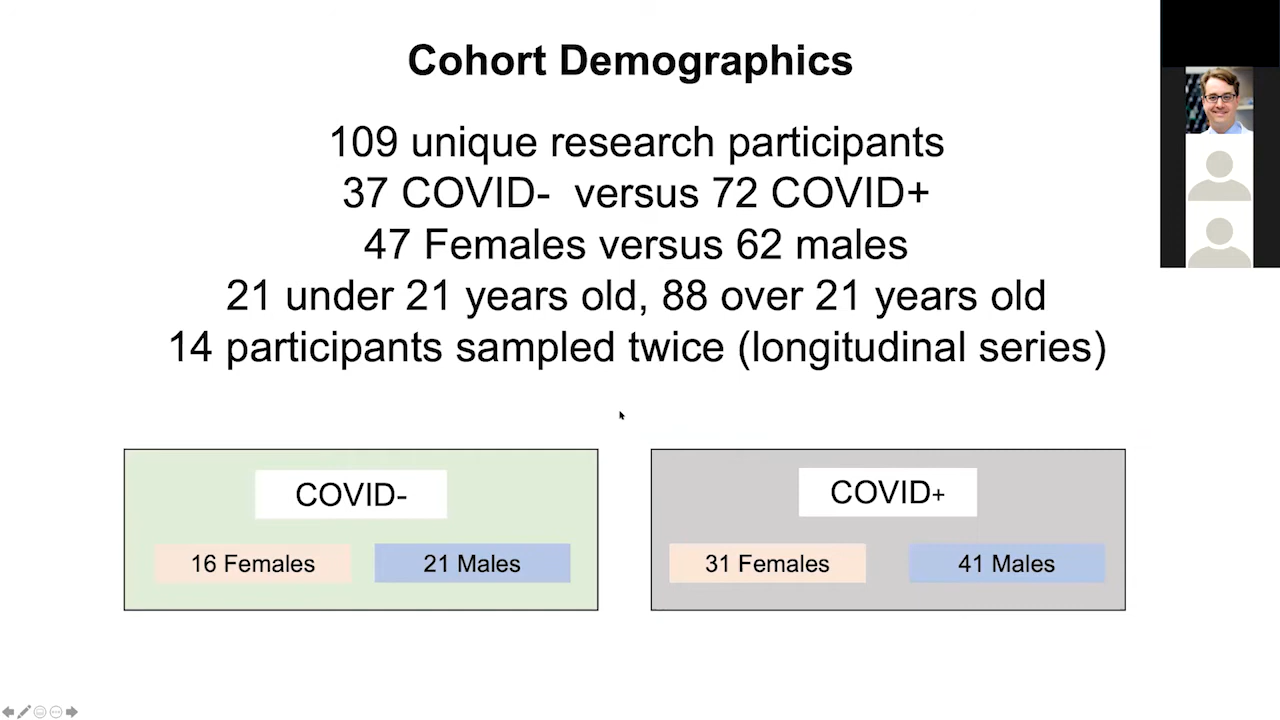 Cohort Demographics
109 unique research participants
37 COVID- versus 72 COVID+
47 Females versus 62 males
21 under 21 years old, 88 over 21 years old
14 participants sampled twice (longitudinal series)
COVID-
16 Females
21 Males
COVID+
31 Females
41 Males